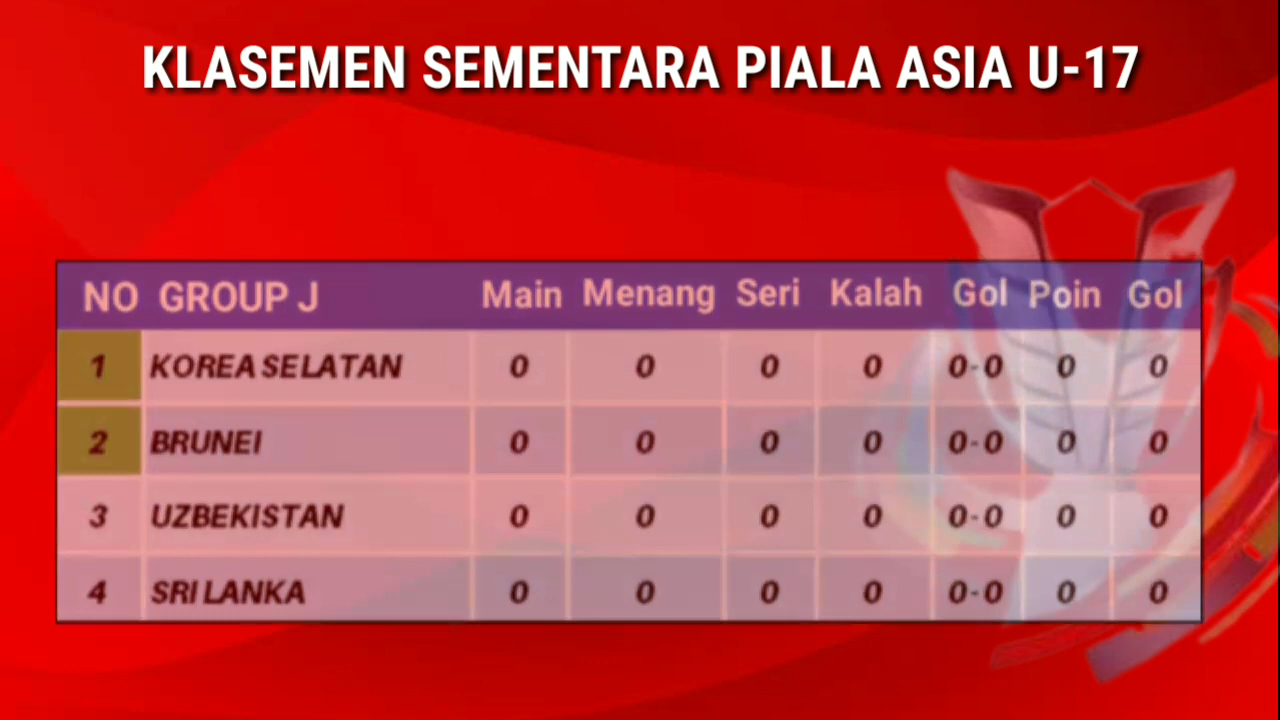 KLASEMEN SEMENTARA PIALA ASIA U-17
NO GROUP J Main Menang Seri Kalah Gol Poin Gol
1 KOREA SELATAN 0 0 0 0 0-0 0 0
2 BRUNEI 0 0 0 0 0-0 0 0
3 UZBEKISTAN 0 0 0 0 0-0 0 0
4 SRI LANKA 0 0 0 0 0-0 0 0